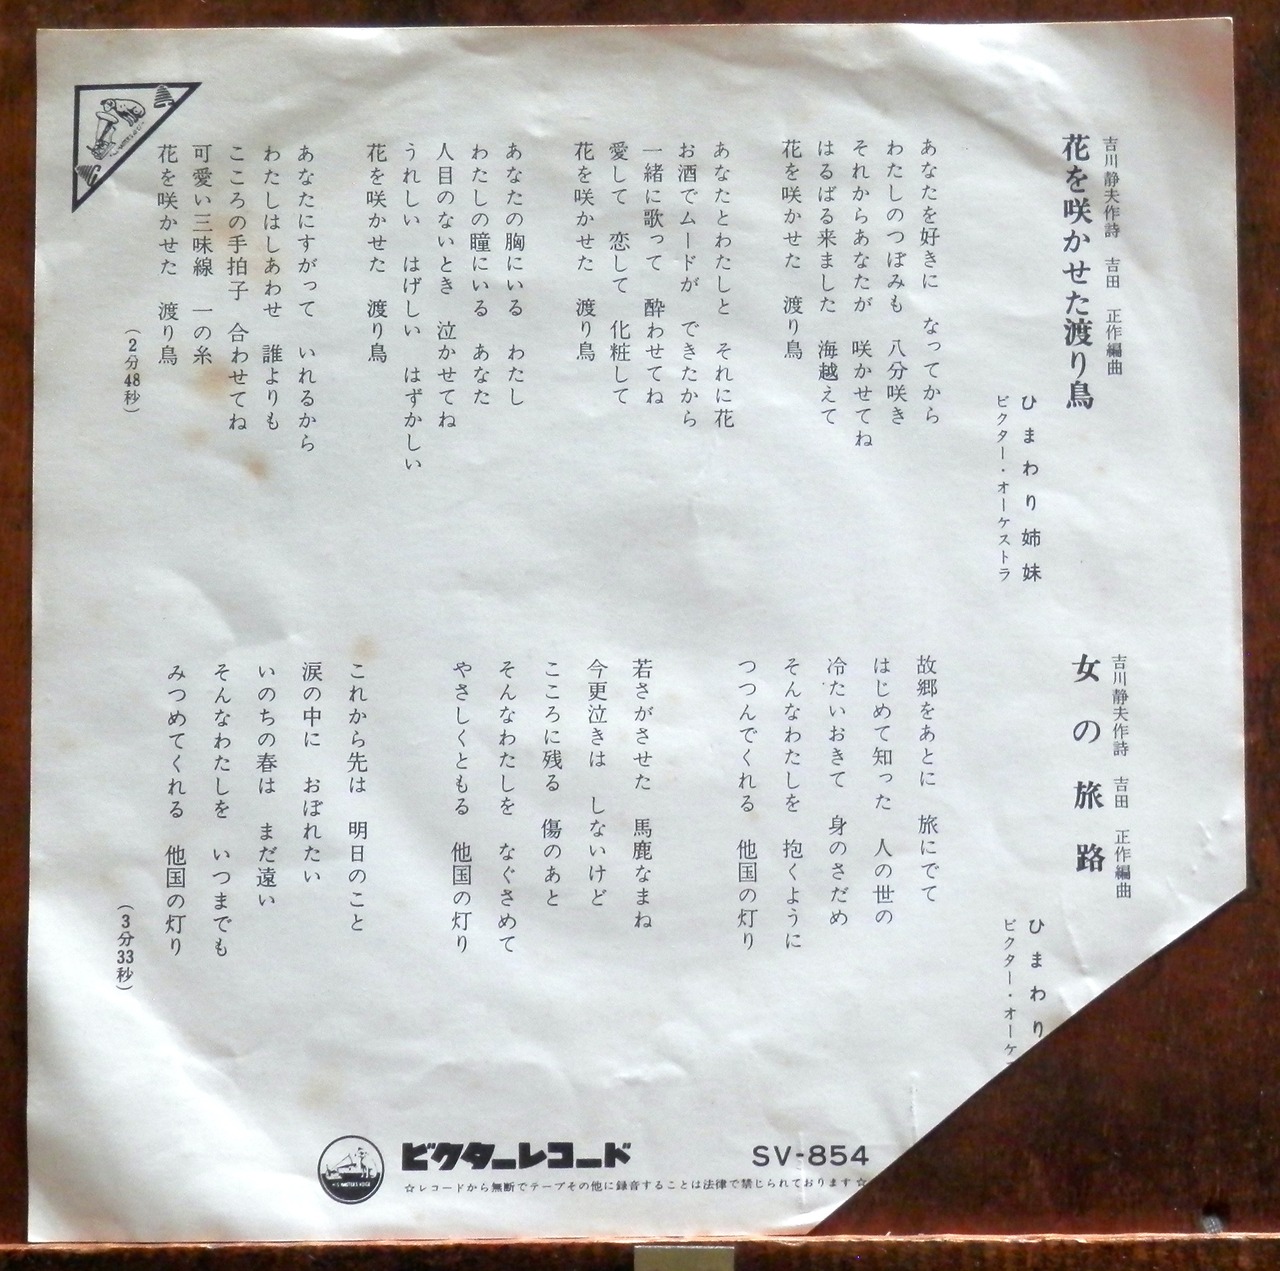 吉川静夫作詩　吉田　正作編曲
花を咲かせた渡り鳥
ひまわり姉妹
ビクター・オーケストラ
あなたを好きに　なってから
わたしのつぼみも　八分咲き
それからあなたが　咲かせてね
はるばる来ました　海越えて
花を咲かせた　渡り鳥
あなたとわたしと　それに花
お酒でムードが　できたから
一緒に歌って　酔わせてね
愛して　恋して　化粧して
花を咲かせた　渡り鳥
あなたの胸にいる　わたし
わたしの瞳にいる　あなた
人目のないとき　泣かせてね
うれしい　はげしい　はずかしい
花を咲かせた　渡り鳥
あなたにすがって　いれるから
わたしはしあわせ　誰よりも
こころの手拍子　合わせてね
可愛い三味線　一の糸
花を咲かせた　渡り鳥
（2分48秒）
吉川静夫作詩　吉田　正作編曲
女の旅路
ひまわり
ビクター・オーケ
故郷をあとに　旅にでて
はじめて知った　人の世の
冷たいおきて　身のさだめ
そんなわたしを　抱くように
つつんでくれる　他国の灯り
若さがさせた　馬鹿なまね
今更泣きは　しないけど
こころに残る　傷のあと
そんなわたしを　なぐさめて
やさしくともる　他国の灯り
これから先は　明日のこと
涙の中に　おぼれたい
いのちの春は　まだ遠い
そんなわたしを　いつまでも
みつめてくれる　他国の灯り
（3分33秒）
HIS MASTER'S VOICE
ビクターレコード
SV-854
☆レコードから無断でテープその他に録音することは法律で禁じられております☆